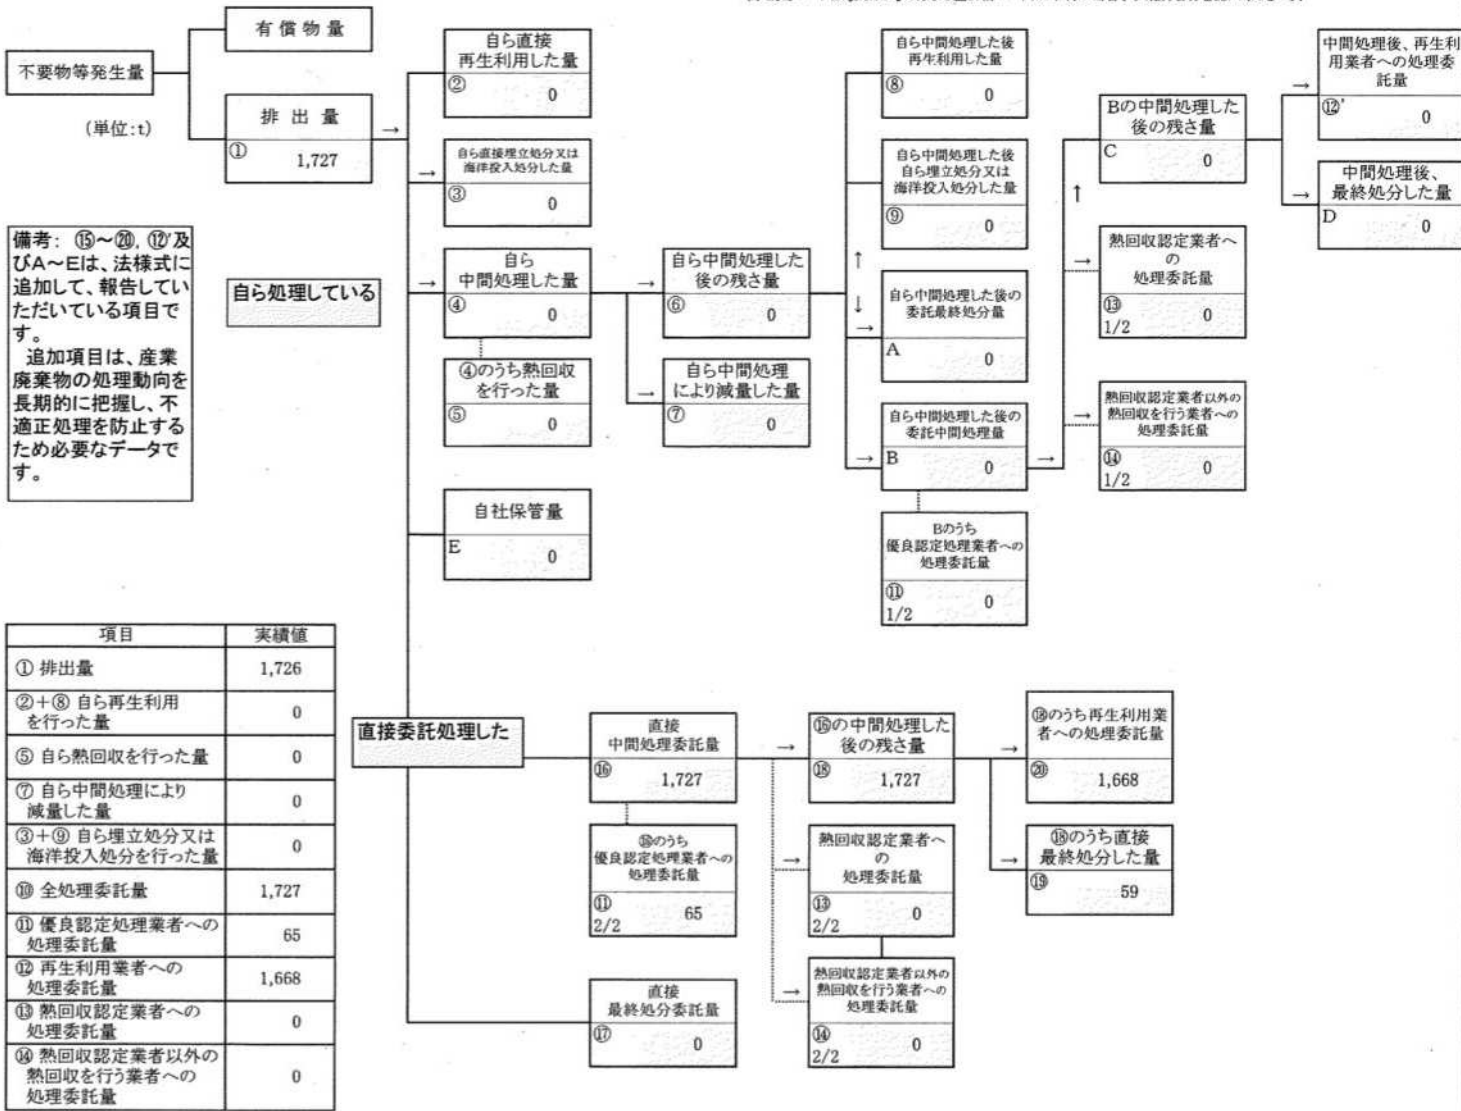 有償物量
不要物等発生量
(単位:t)
排出量
① 1,727
→
自ら直接
再生利用した量
② 0
→
自ら直接埋立処分又は
海洋投入処分した量
③ 0
→
自ら
中間処理した量
④ 0
④のうち熱回収
を行った量
⑤ 0
→
自ら中間処理した
後の残さ量
⑥ 0
→
自ら中間処理
により減量した量
⑦ 0
自ら中間処理した後
再生利用した量
⑧ 0
自ら中間処理した後
自ら埋立処分又は
海洋投入処分した量
⑨ 0
↑
↓
→
自ら中間処理した後の
委託最終処分量
A 0
→
自ら中間処理した後の
委託中間処理量
B 0
Bのうち
優良認定処理業者への
処理委託量
⑪
1/2 0
→
↑
Bの中間処理した
後の残さ量
C 0
→
熱回収認定業者へ
の
処理委託量
⑬
1/2 0
→
熱回収認定業者以外の
熱回収を行う業者への
処理委託量
⑭
1/2 0
→
中間処理後、再生利
用業者への処理委
託量
⑫' 0
→
中間処理後、
最終処分した量
D 0
備考: ⑮~⑳, ⑫'及
びA~Eは、法様式に
追加して、報告してい
ただいている項目で
す。
追加項目は、産業
廃棄物の処理動向を
長期的に把握し、不
適正処理を防止する
ため必要なデータで
す。
自ら処理している
自社保管量
E 0
項目 実績値
① 排出量 1,726
②+⑧ 自ら再生利用
を行った量 0
⑤ 自ら熱回収を行った量 0
⑦ 自ら中間処理により
減量した量 0
③+⑨ 自ら埋立処分又は
海洋投入処分を行った量 0
⑩ 全処理委託量 1,727
⑪ 優良認定処理業者への
処理委託量 65
⑫ 再生利用業者への
処理委託量 1,668
⑬ 熱回収認定業者への
処理委託量 0
⑭ 熱回収認定業者以外の
熱回収を行う業者への
処理委託量 0
直接委託処理した
直接
中間処理委託量
⑯ 1,727
⑯のうち
優良認定処理業者への
処理委託量
⑪
2/2 65
直接
最終処分委託量
⑰ 0
→
⑯の中間処理した
後の残さ量
⑱ 1,727
→
熱回収認定業者へ
の
処理委託量
⑬
2/2 0
→
熱回収認定業者以外の
熱回収を行う業者への
処理委託量
⑭
2/2 0
→
⑱のうち再生利用業
者への処理委託量
⑳ 1,668
→
⑱のうち直接
最終処分した量
⑲ 59